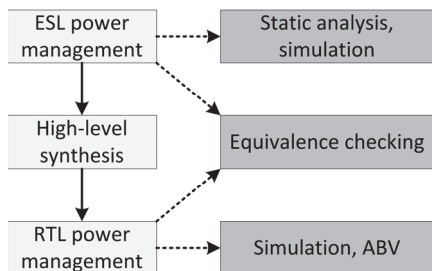 ESL power
management
Static analysis,
simulation
High-level
synthesis
Equivalence checking
RTL power
management
Simulation, ABV